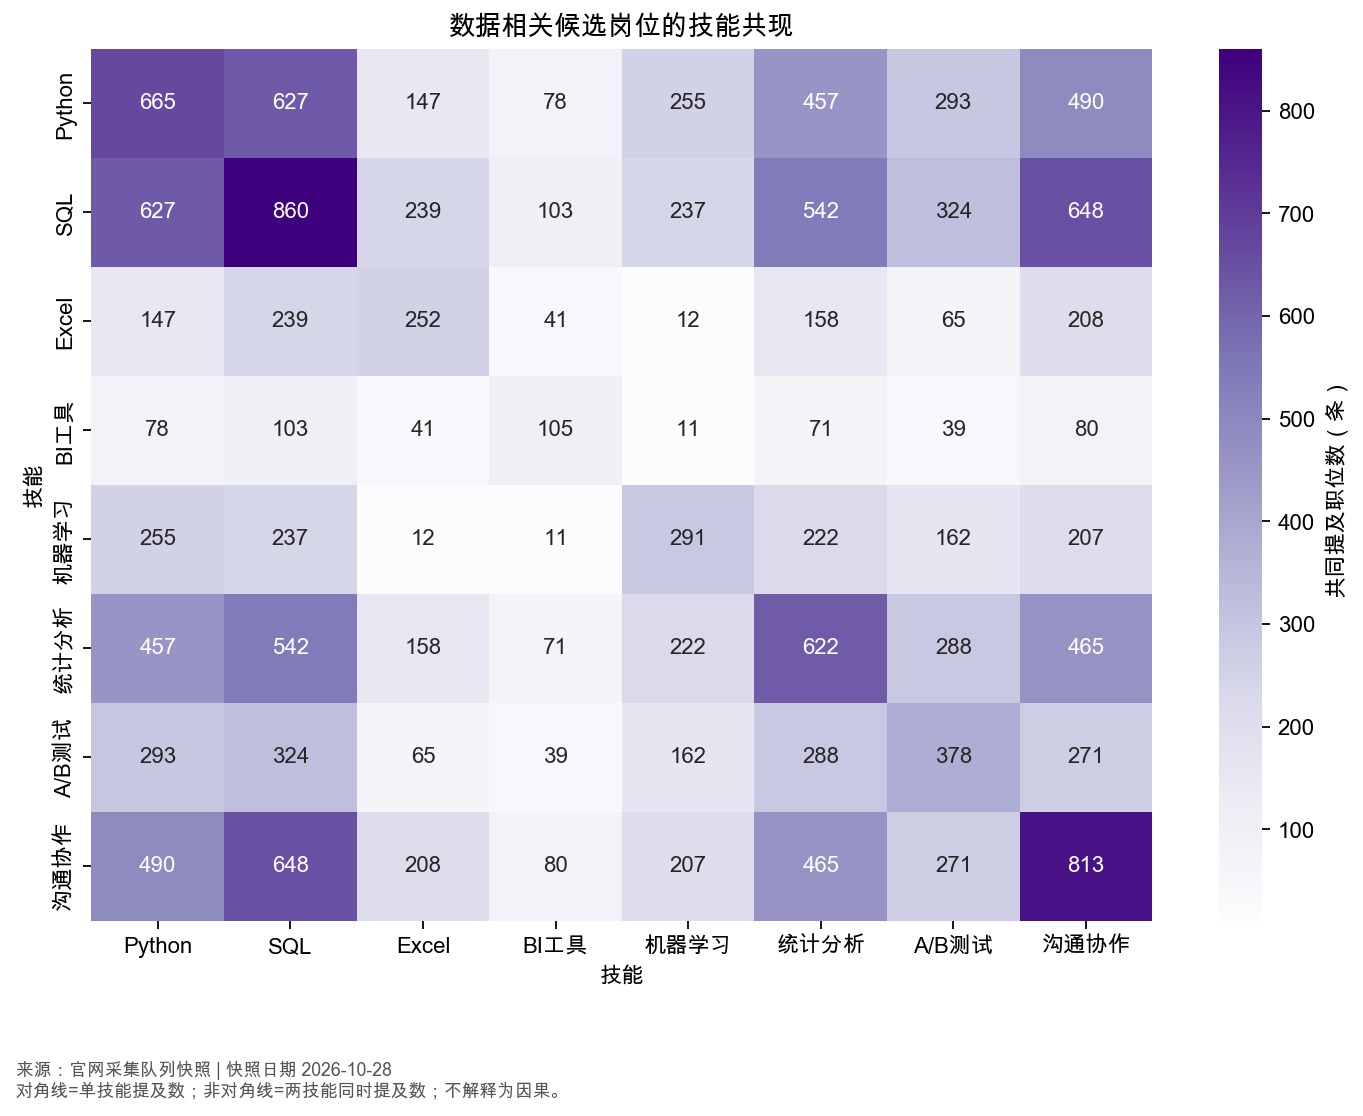 数据相关候选岗位的技能共现
Python 665 627 147 78 255 457 293 490
SQL 627 860 239 103 237 542 324 648
Excel 147 239 252 41 12 158 65 208
BI工具 78 103 41 105 11 71 39 80
机器学习 255 237 12 11 291 222 162 207
统计分析 457 542 158 71 222 622 288 465
A/B测试 293 324 65 39 162 288 378 271
沟通协作 490 648 208 80 207 465 271 813
技能
Python SQL Excel BI工具 机器学习 统计分析 A/B测试 沟通协作
技能
800
700
600
500
400
300
200
100
共同提及职位数（条）
来源：官网采集队列快照 | 快照日期 2026-10-28
对角线=单技能提及数；非对角线=两技能同时提及数；不解释为因果。